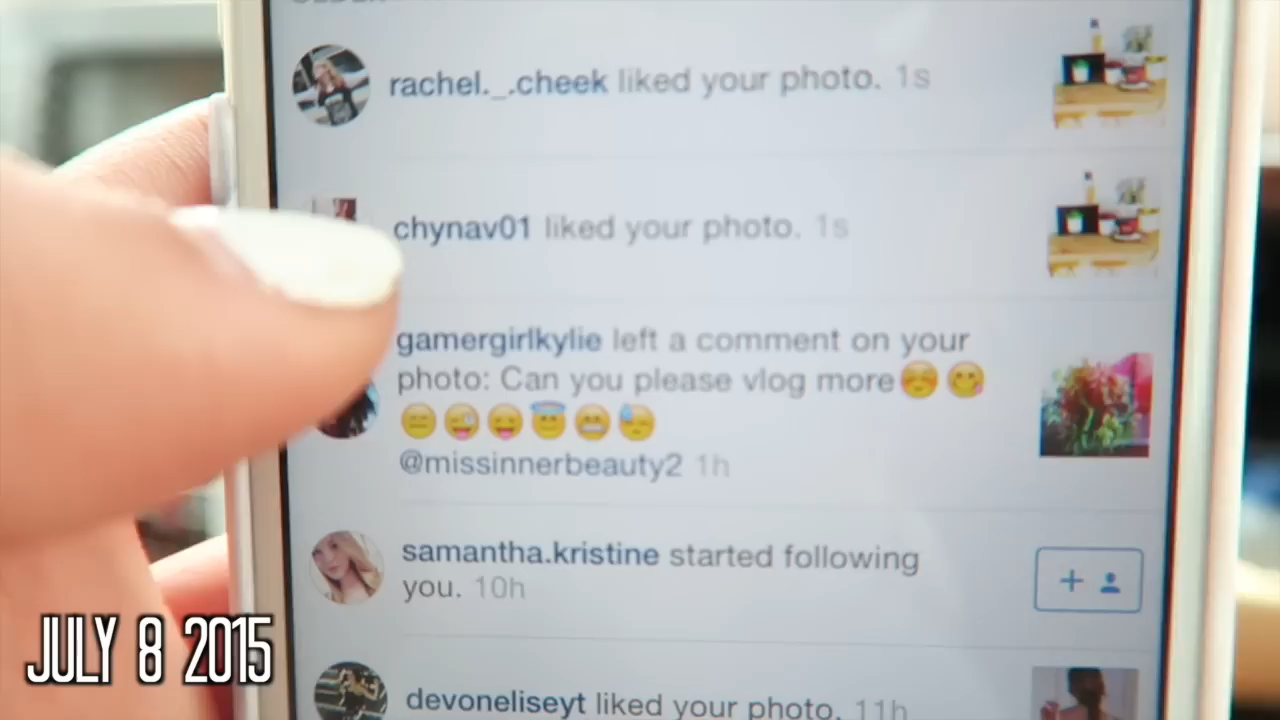 rachel._.cheek liked your photo. 1s
chynav01 liked your photo. 1s
gamergirlkylie left a comment on your
photo: Can you please vlog more☺️😋
😑😜😛😇😬😓
@missinnerbeauty2 1h
samantha.kristine started following
you. 10h
devoneliseyt liked your photo. 11h
JULY 8 2015